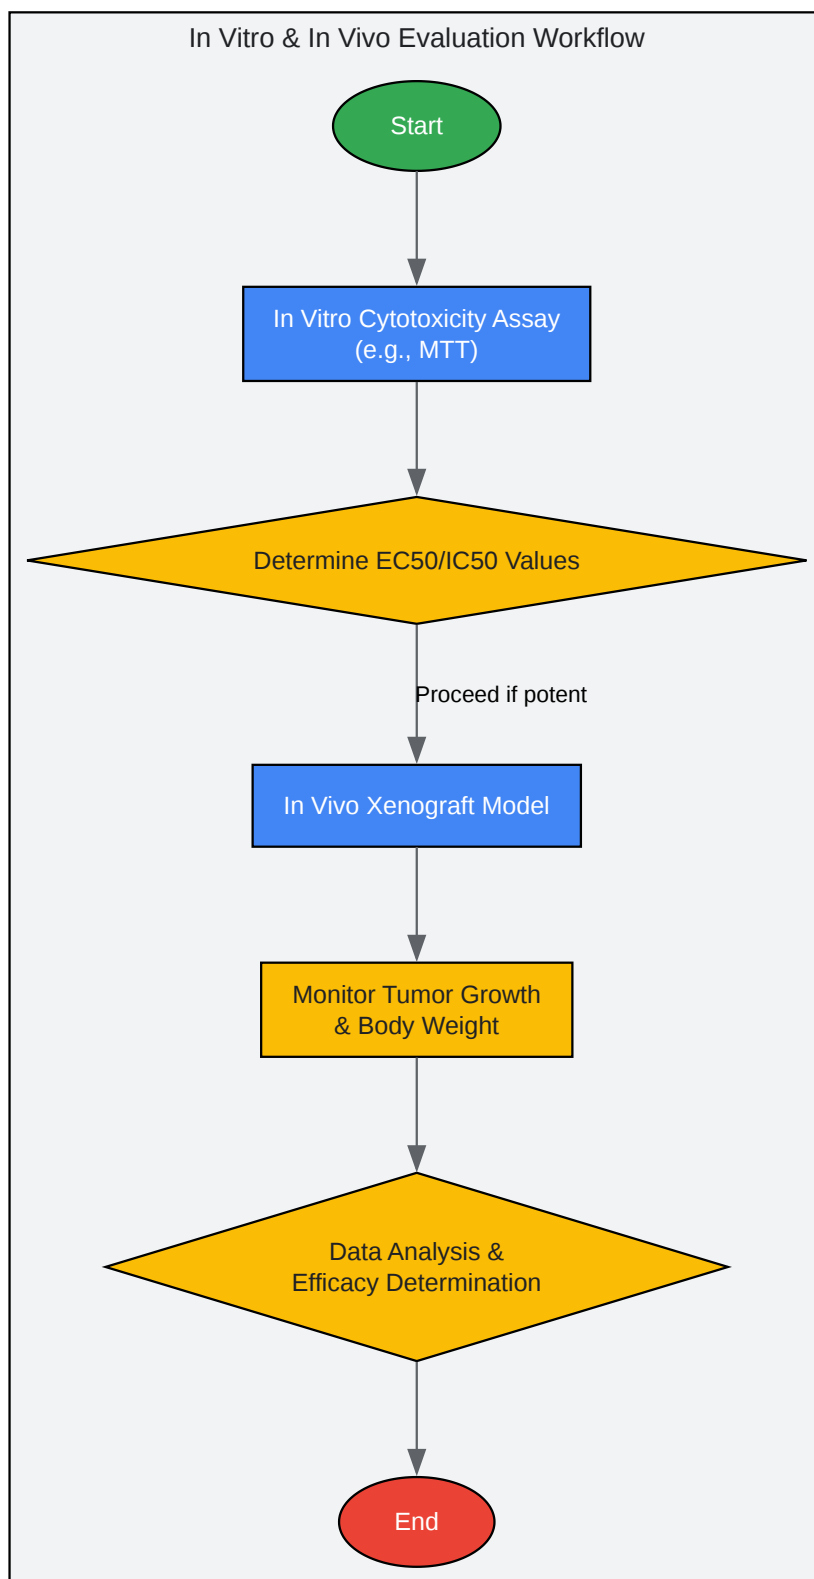 In Vitro & In Vivo Evaluation Workflow
Start
In Vitro Cytotoxicity Assay
(e.g., MTT)
Determine EC50/IC50 Values
Proceed if potent
In Vivo Xenograft Model
Monitor Tumor Growth
& Body Weight
Data Analysis &
Efficacy Determination
End